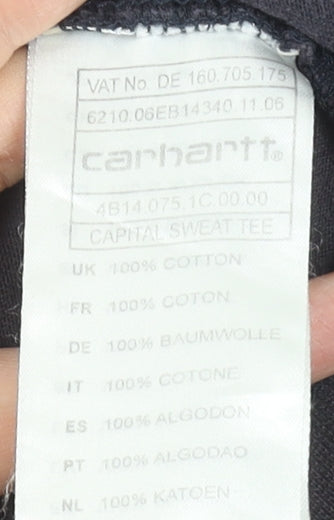 VAT No. DE 160.705.175
6210.06EB14340.11.06
carhartt®
4B14.075.1C.00.00
CAPITAL SWEAT TEE
UK 100% COTTON
FR 100% COTON
DE 100% BAUMWOLLE
IT 100% COTONE
ES 100% ALGODON
PT 100% ALGODAO
NL 100% KATOEN